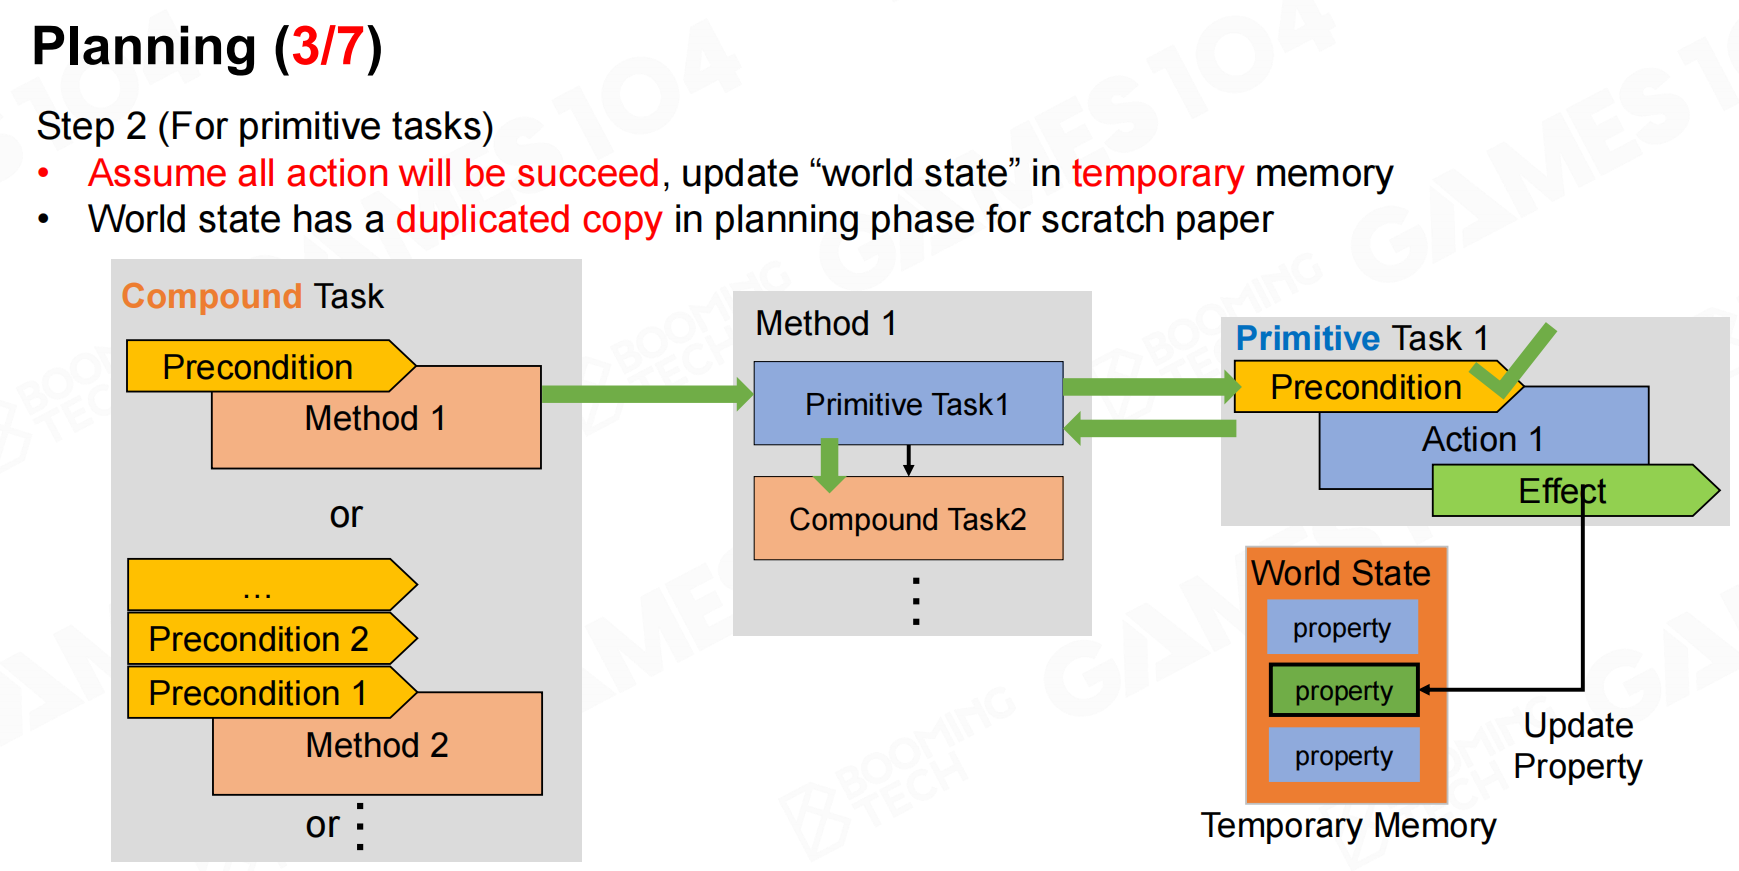 Planning (3/7)
Step 2 (For primitive tasks)
• Assume all action will be succeed, update “world state” in temporary memory
• World state has a duplicated copy in planning phase for scratch paper
Compound Task
Precondition
Method 1
or
...
Precondition 2
Precondition 1
Method 2
or
Method 1
Primitive Task1
Compound Task2
Primitive Task 1
Precondition
Action 1
Effect
World State
property
property
property
Update
Property
Temporary Memory
GAMES104
BOOMING
TECH